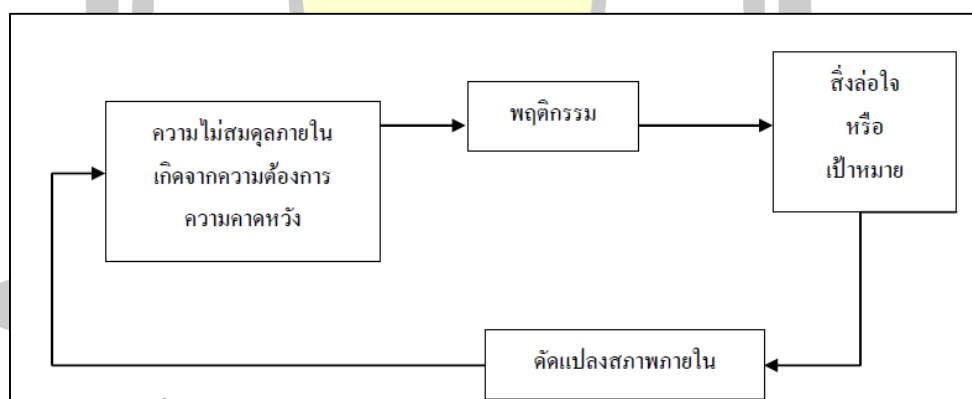 ความไม่สมดุลภายใน
เกิดจากความต้องการ
ความคาดหวัง
พฤติกรรม
สิ่งล่อใจ
หรือ
เป้าหมาย
ดัดแปลงสภาพภายใน